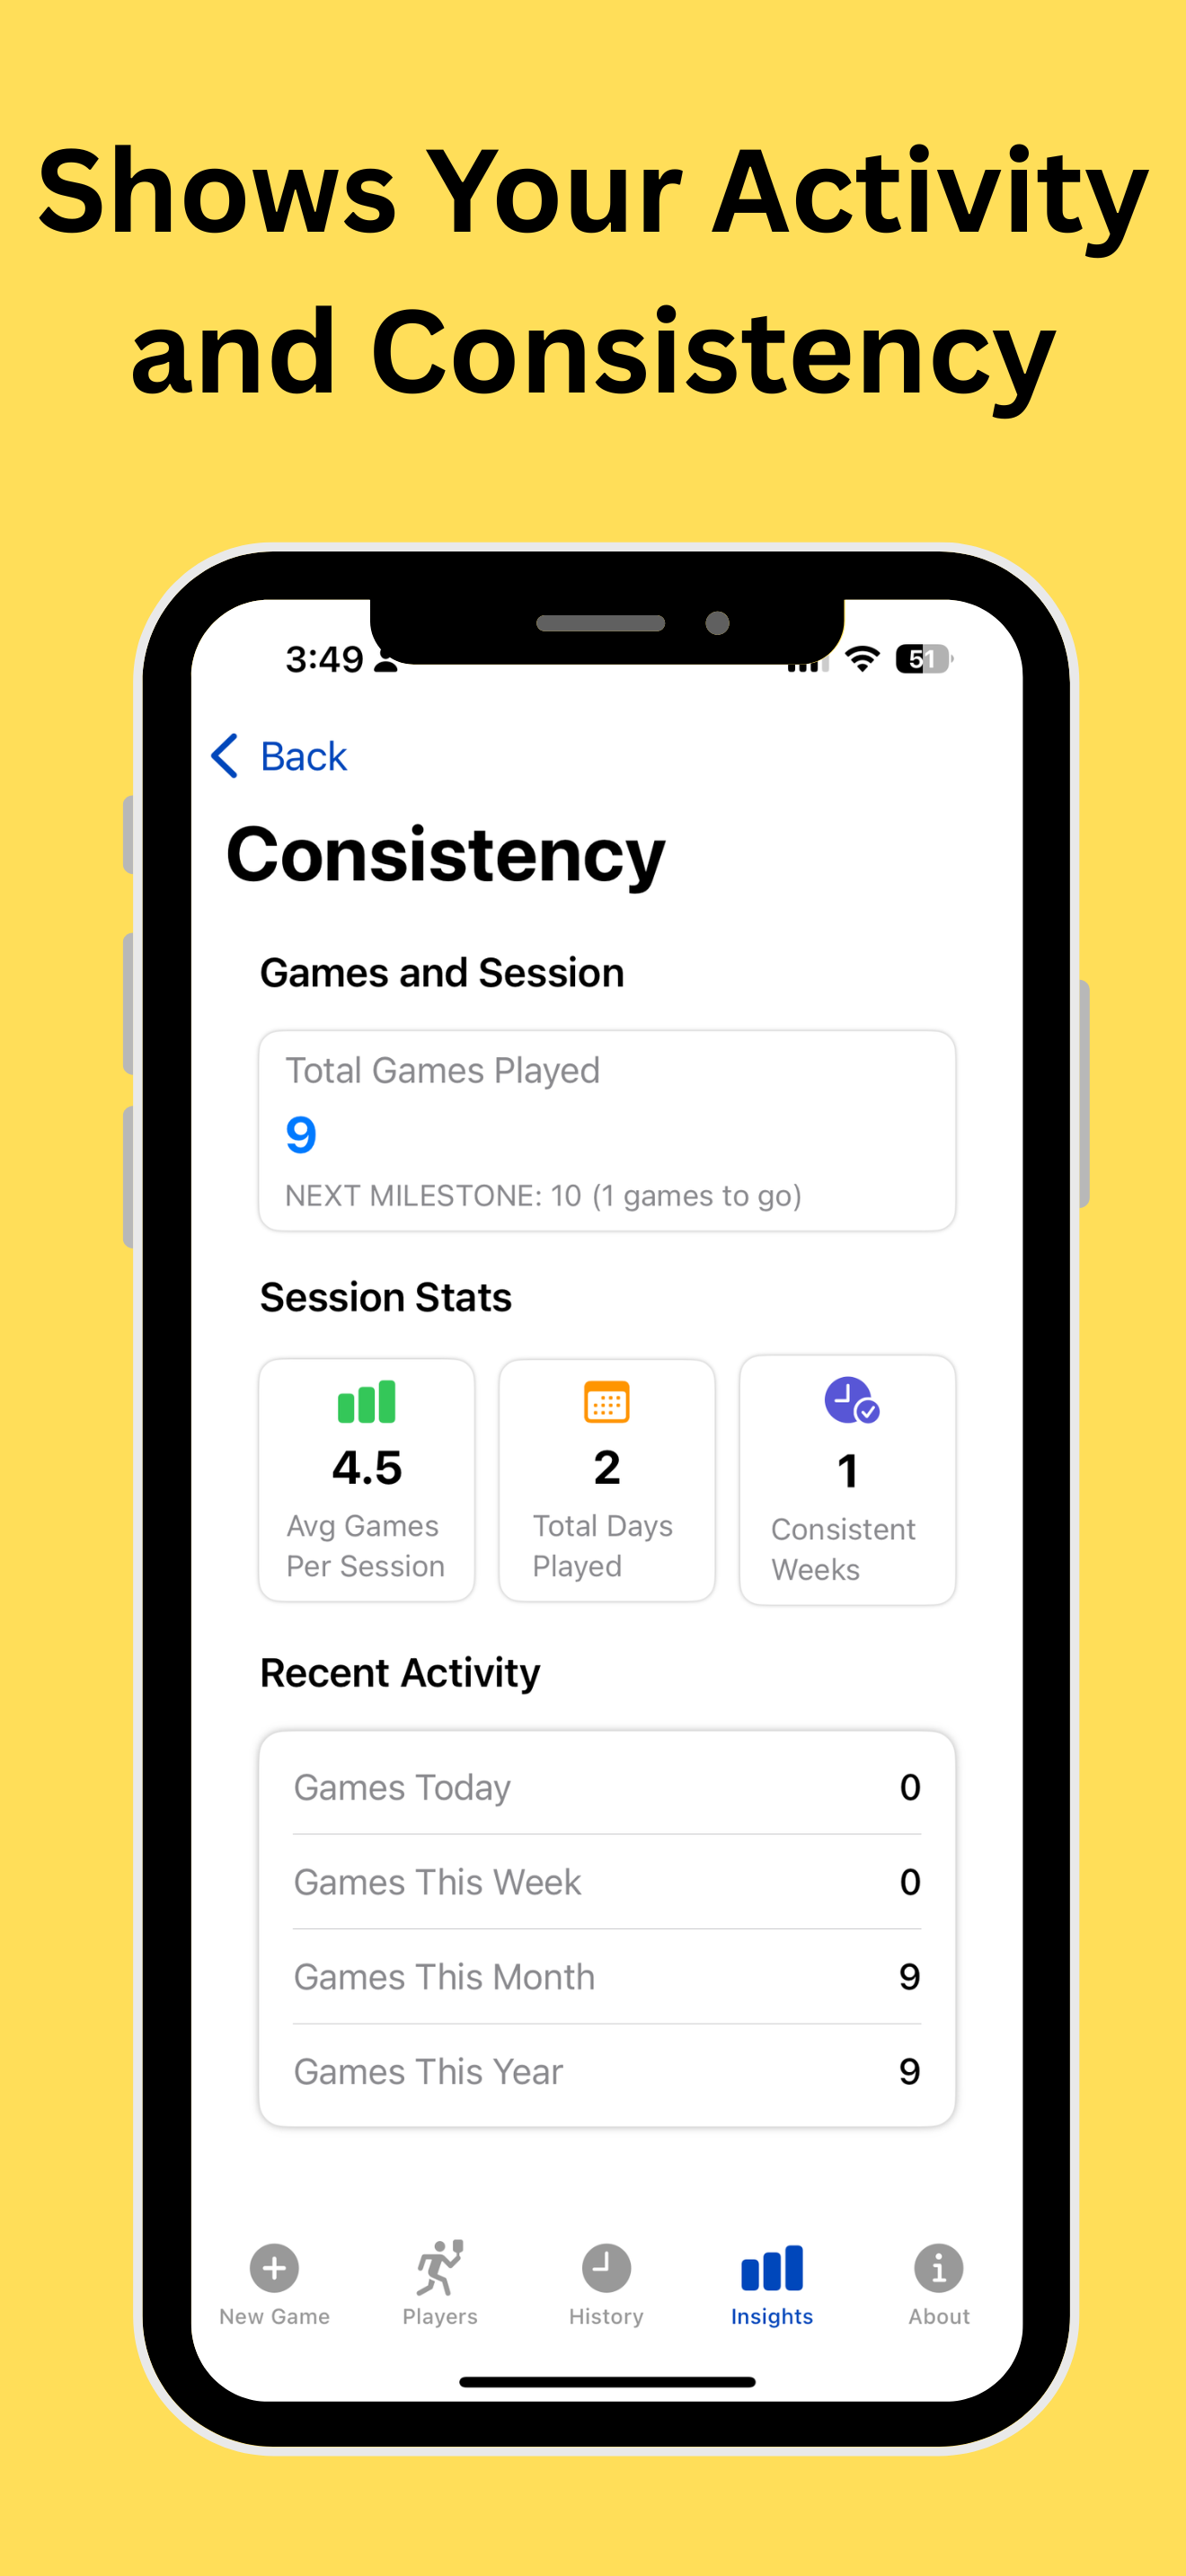 Shows Your Activity
and Consistency
3:49
51
Back
Consistency
Games and Session
Total Games Played
9
NEXT MILESTONE: 10 (1 games to go)
Session Stats
4.5
Avg Games
Per Session
2
Total Days
Played
1
Consistent
Weeks
Recent Activity
Games Today 0
Games This Week 0
Games This Month 9
Games This Year 9
New Game
Players
History
Insights
About